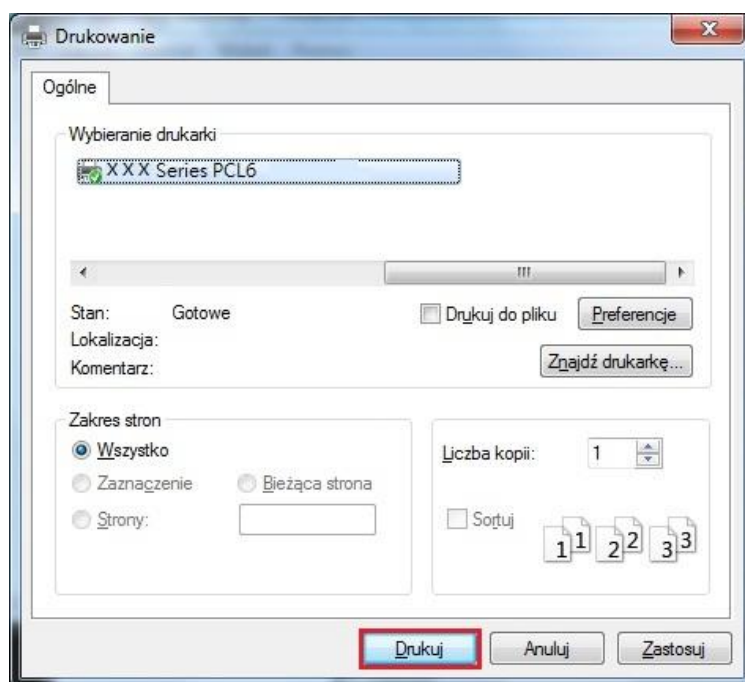 Drukowanie
Ogólne
Wybieranie drukarki
X X X Series PCL6
Stan: Gotowe
Drukuj do pliku
Preferencje
Lokalizacja:
Komentarz:
Znajdź drukarkę...
Zakres stron
Wszystko
Zaznaczenie
Bieżąca strona
Strony:
Liczba kopii: 1
Sortuj
1 1 2 2 3 3
Drukuj
Anuluj
Zastosuj